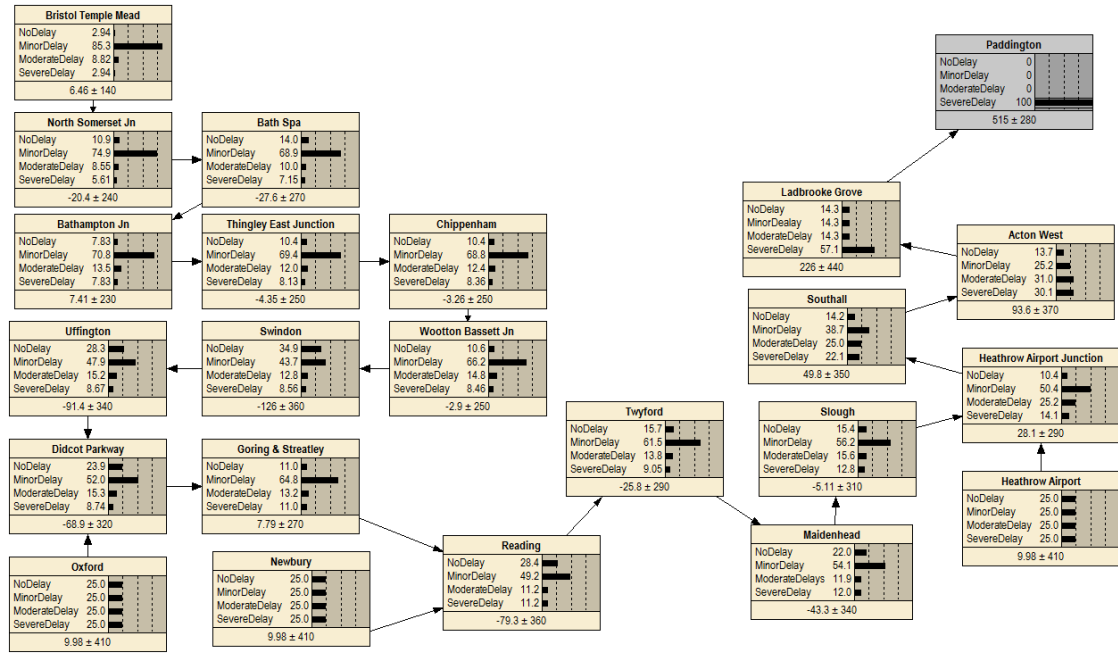 Bristol Temple Mead
NoDelay 2.94
MinorDelay 85.3
ModerateDelay 8.82
SevereDelay 2.94
6.46 ± 140
Paddington
NoDelay 0
MinorDelay 0
ModerateDelay 0
SevereDelay 100
515 ± 280
North Somerset Jn
NoDelay 10.9
MinorDelay 74.9
ModerateDelay 8.55
SevereDelay 5.61
-20.4 ± 240
Bath Spa
NoDelay 14.0
MinorDelay 68.9
ModerateDelay 10.0
SevereDelay 7.15
-27.6 ± 270
Ladbrooke Grove
NoDelay 14.3
MinorDealay 14.3
ModerateDelay 14.3
SevereDelay 57.1
226 ± 440
Bathampton Jn
NoDelay 7.83
MinorDelay 70.8
ModerateDelay 13.5
SevereDelay 7.83
7.41 ± 230
Thingley East Junction
NoDelay 10.4
MinorDelay 69.4
ModerateDelay 12.0
SevereDelay 8.13
-4.35 ± 250
Chippenham
NoDelay 10.4
MinorDelay 68.8
ModerateDelay 12.4
SevereDelay 8.36
-3.26 ± 250
Acton West
NoDelay 13.7
MinorDelay 25.2
ModerateDelay 31.0
SevereDelay 30.1
93.6 ± 370
Southall
NoDelay 14.2
MinorDelay 38.7
ModerateDelay 25.0
SevereDelay 22.1
49.8 ± 350
Uffington
NoDelay 28.3
MinorDelay 47.9
ModerateDelay 15.2
SevereDelay 8.67
-91.4 ± 340
Swindon
NoDelay 34.9
MinorDelay 43.7
ModerateDelay 12.8
SevereDelay 8.56
-126 ± 360
Wootton Bassett Jn
NoDelay 10.6
MinorDelay 66.2
ModerateDelay 14.8
SevereDelay 8.46
-2.9 ± 250
Heathrow Airport Junction
NoDelay 10.4
MinorDelay 50.4
ModerateDelay 25.2
SevereDelay 14.1
28.1 ± 290
Twyford
NoDelay 15.7
MinorDelay 61.5
ModerateDelay 13.8
SevereDelay 9.05
-25.8 ± 290
Slough
NoDelay 15.4
MinorDelay 56.2
ModerateDelay 15.6
SevereDelay 12.8
-5.11 ± 310
Didcot Parkway
NoDelay 23.9
MinorDelay 52.0
ModerateDelay 15.3
SevereDelay 8.74
-68.9 ± 320
Goring & Streatley
NoDelay 11.0
MinorDelay 64.8
ModerateDelay 13.2
SevereDelay 11.0
7.79 ± 270
Heathrow Airport
NoDelay 25.0
MinorDelay 25.0
ModerateDelay 25.0
SevereDelay 25.0
9.98 ± 410
Maidenhead
NoDelay 22.0
MinorDelay 54.1
ModerateDelays 11.9
SevereDelay 12.0
-43.3 ± 340
Reading
NoDelay 28.4
MinorDelay 49.2
ModerateDelay 11.2
SevereDelay 11.2
-79.3 ± 360
Newbury
NoDelay 25.0
MinorDelay 25.0
ModerateDelay 25.0
SevereDelay 25.0
9.98 ± 410
Oxford
NoDelay 25.0
MinorDelay 25.0
ModerateDelay 25.0
SevereDelay 25.0
9.98 ± 410